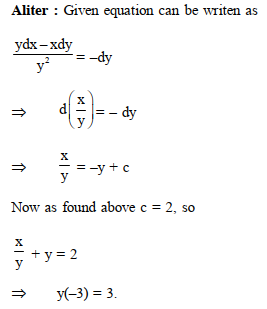 Aliter : Given equation can be writen as
ydx – xdy / y² = –dy
⇒ d(x/y) = – dy
⇒ x/y = –y + c
Now as found above c = 2, so
x/y + y = 2
⇒ y(–3) = 3.